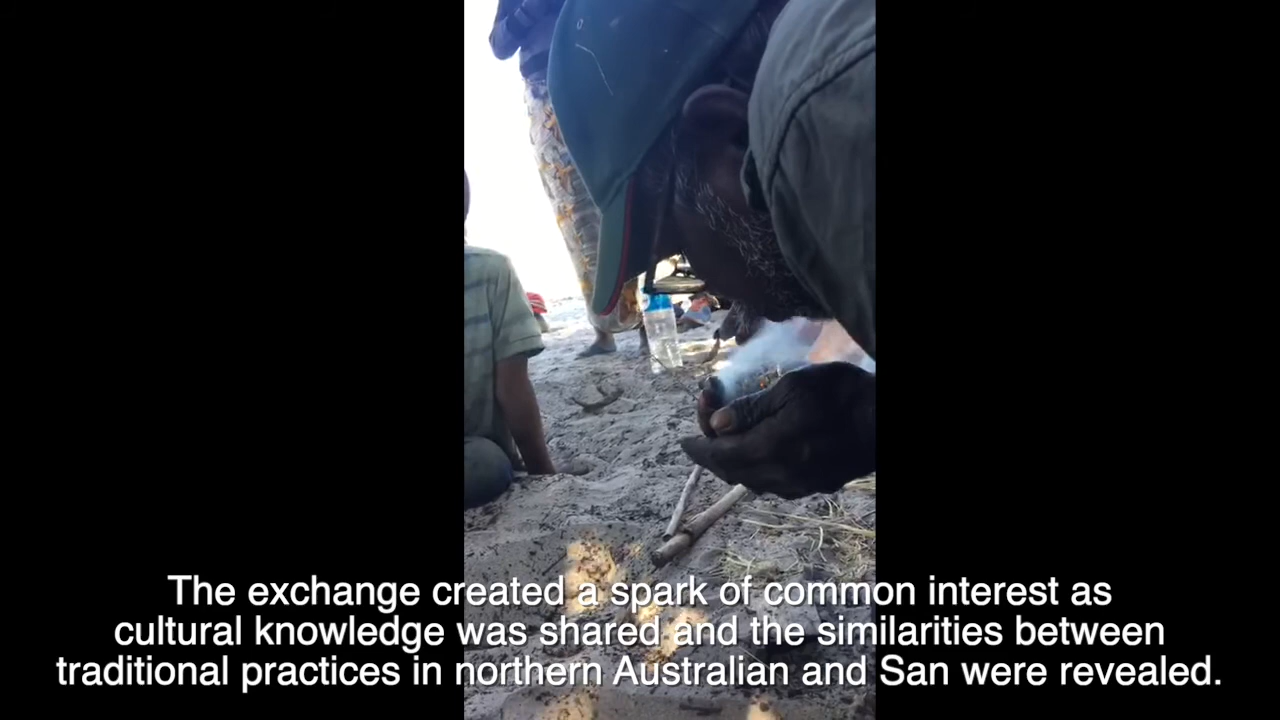 The exchange created a spark of common interest as
cultural knowledge was shared and the similarities between
traditional practices in northern Australian and San were revealed.